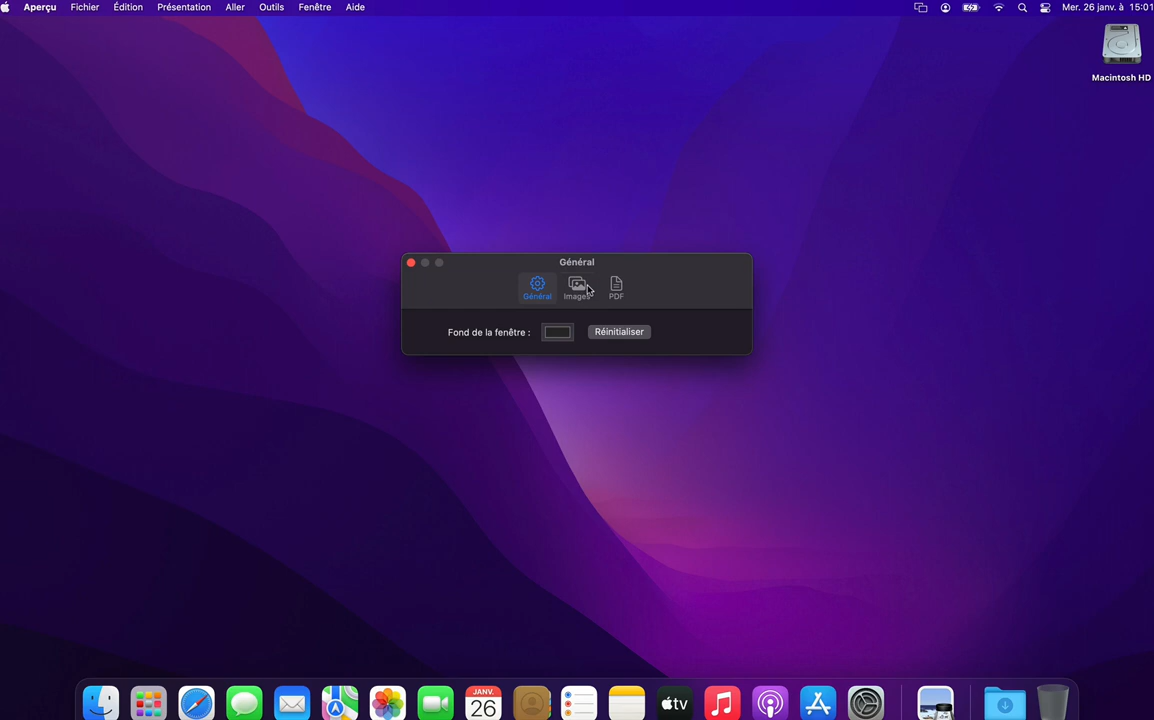 Aperçu Fichier Édition Présentation Aller Outils Fenêtre Aide Mer. 26 janv. à 15:01
Macintosh HD
Général
Général Images PDF
Fond de la fenêtre : Réinitialiser
JANV.
26
tv